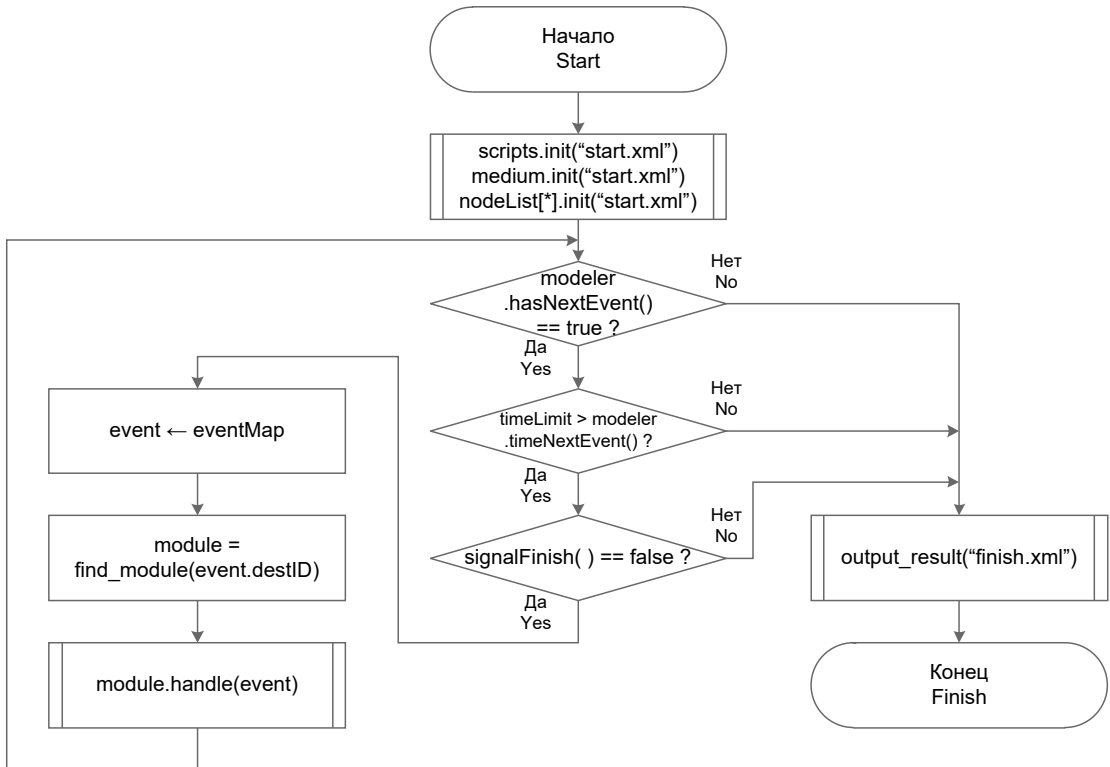 Начало
Start
scripts.init(“start.xml”)
medium.init(“start.xml”)
nodeList[*].init(“start.xml”)
modeler
.hasNextEvent()
== true ?
Нет
No
Да
Yes
timeLimit > modeler
.timeNextEvent() ?
Нет
No
Да
Yes
signalFinish( ) == false ?
Нет
No
Да
Yes
event ← eventMap
module =
find_module(event.destID)
module.handle(event)
output_result(“finish.xml”)
Конец
Finish